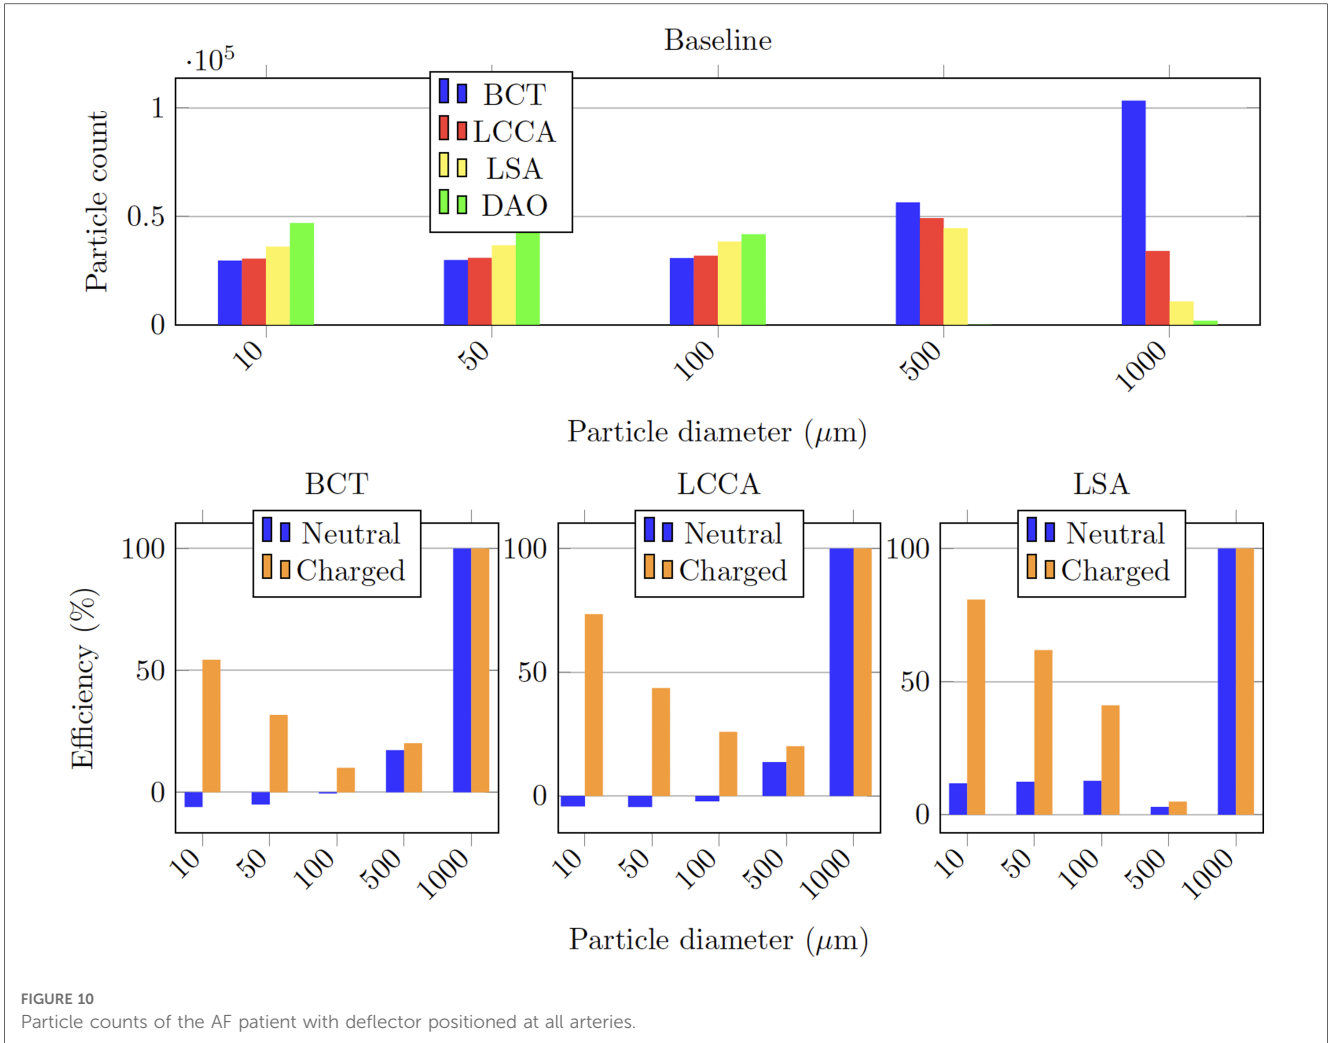 Baseline
·10⁵
1
0.5
0
Particle count
BCT
LCCA
LSA
DAO
10 50 100 500 1000
Particle diameter (μm)
BCT
100
50
0
Efficiency (%)
Neutral
Charged
10 50 100 500 1000
LCCA
100
50
0
Neutral
Charged
10 50 100 500 1000
LSA
100
50
0
Neutral
Charged
10 50 100 500 1000
Particle diameter (μm)
FIGURE 10
Particle counts of the AF patient with deflector positioned at all arteries.